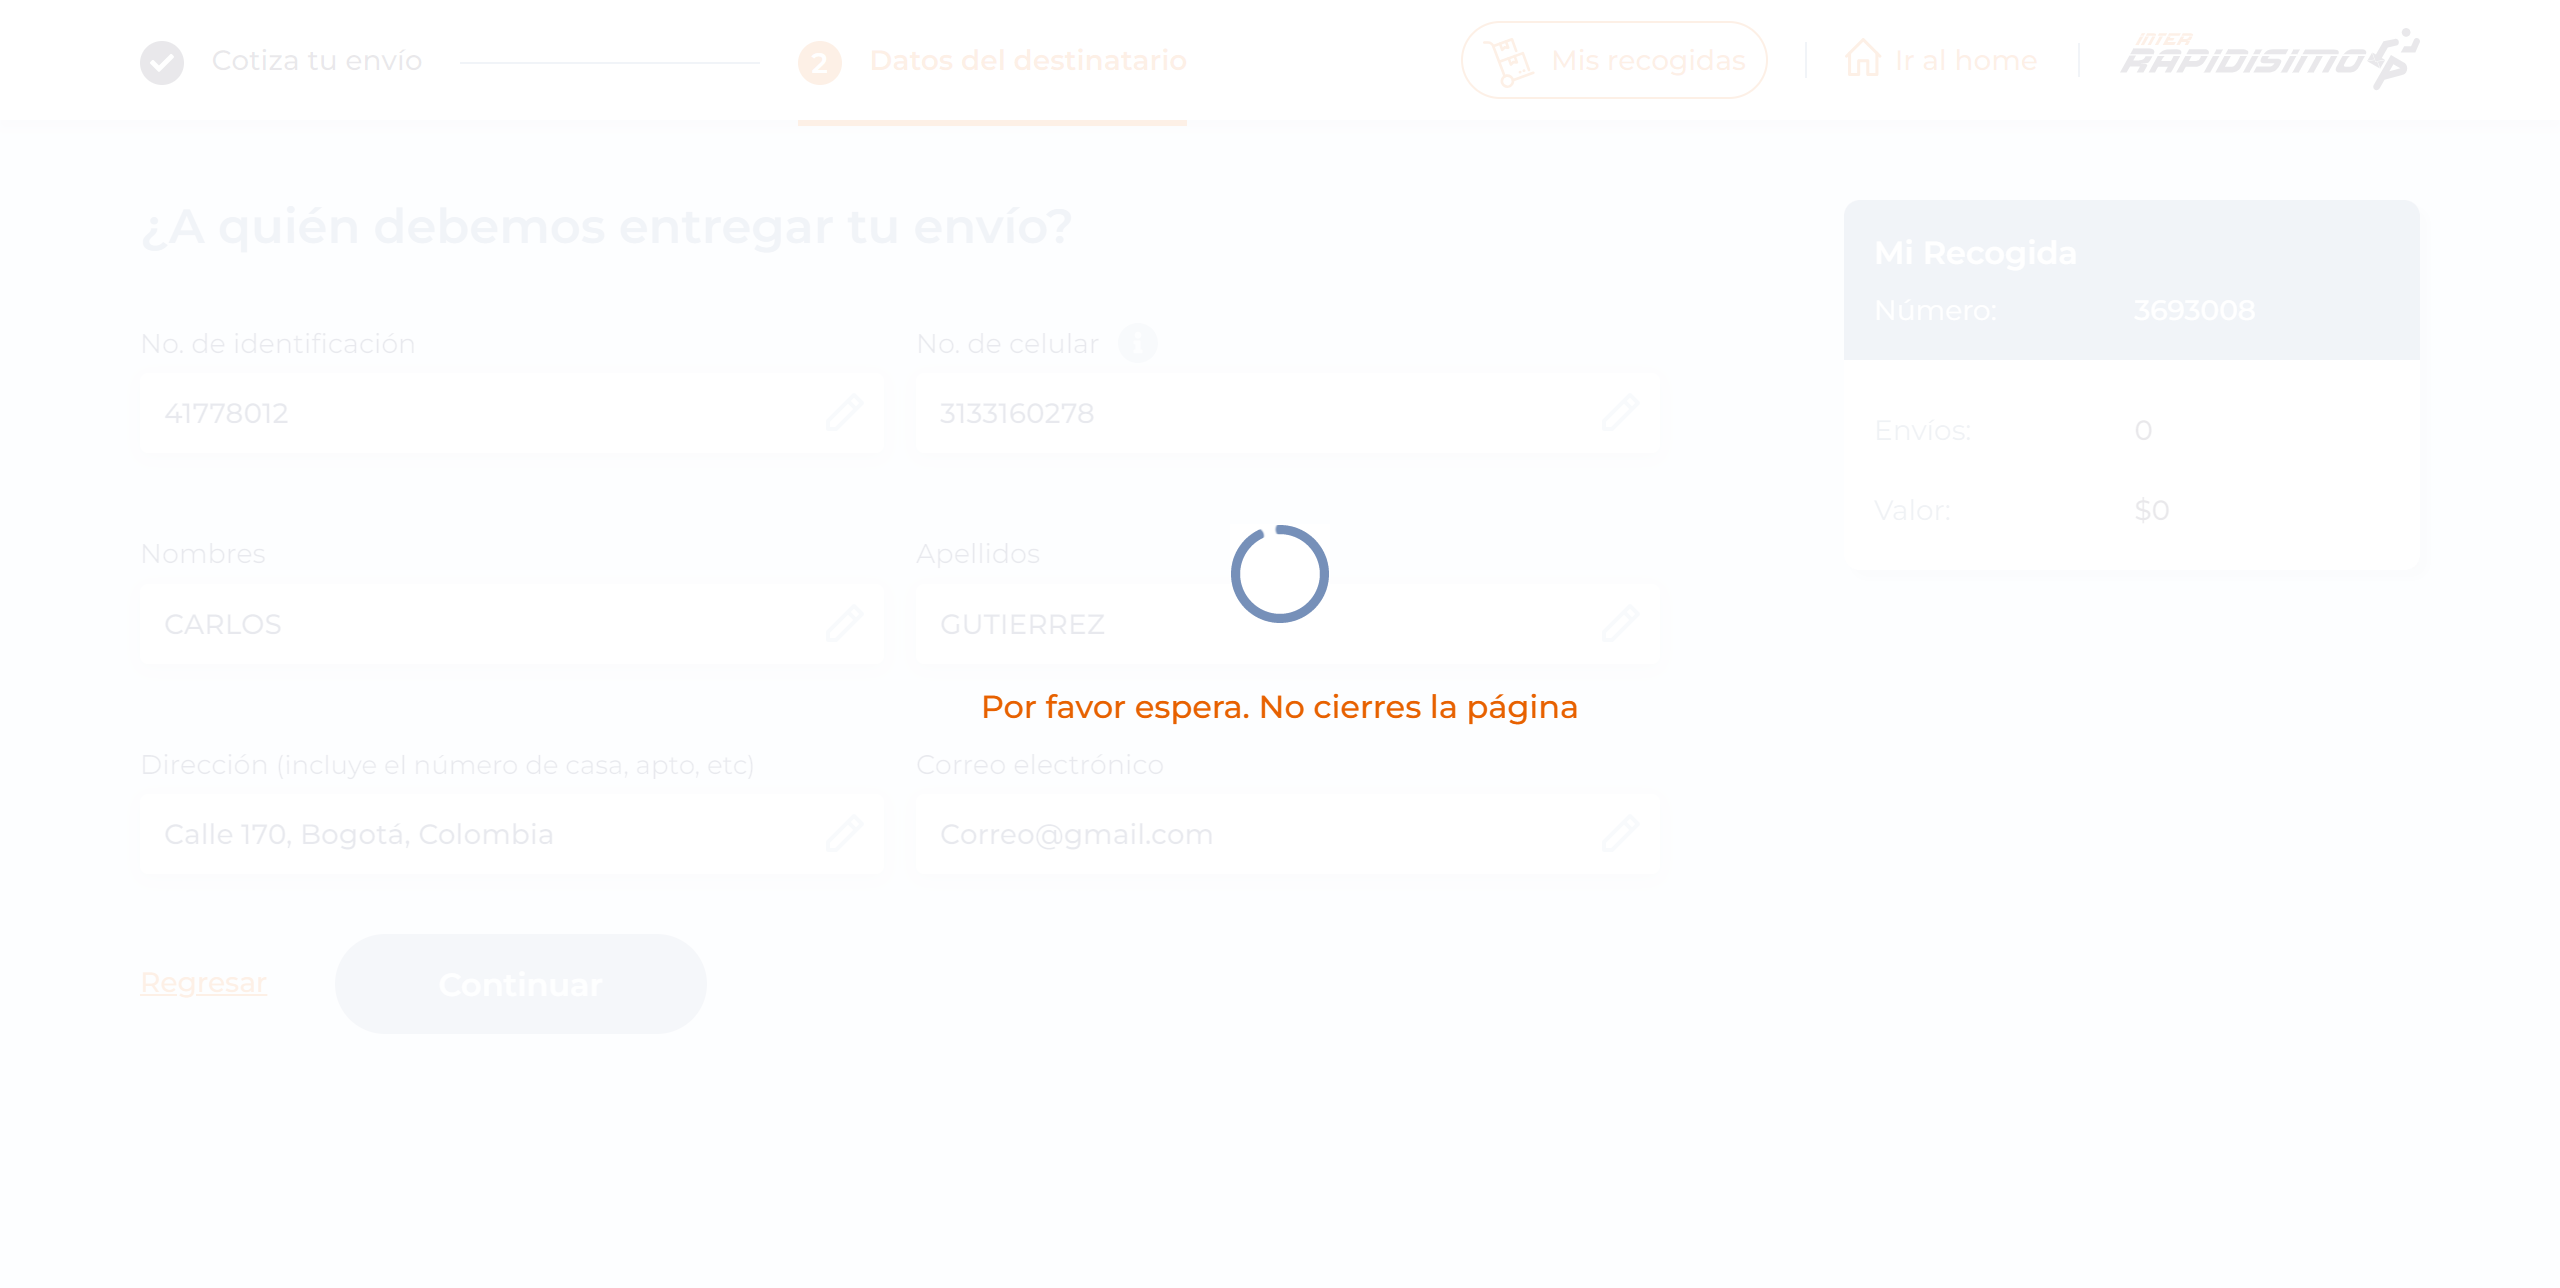 Cotiza tu envío
2 Datos del destinatario
Mis recogidas
Ir al home
INTER
RAPIDISIMO
¿A quién debemos entregar tu envío?
No. de identificación
No. de celular
41778012
3133160278
Nombres
Apellidos
CARLOS
GUTIERREZ
Por favor espera. No cierres la página
Dirección (incluye el número de casa, apto, etc)
Correo electrónico
Calle 170, Bogotá, Colombia
Correo@gmail.com
Regresar
Continuar
Mi Recogida
Número: 3693008
Envíos: 0
Valor: $0